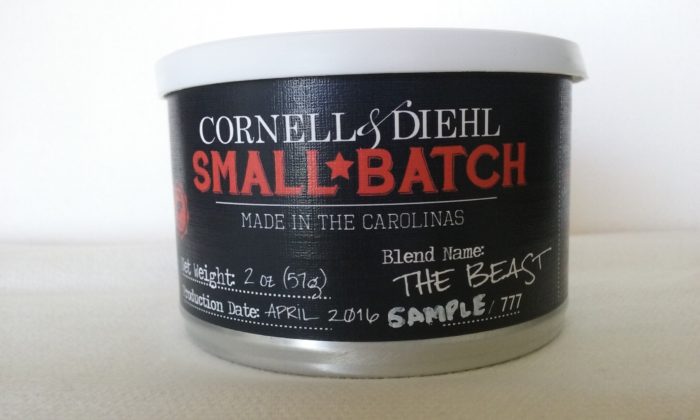 CORNELL & DIEHL
SMALL★BATCH
MADE IN THE CAROLINAS
Net Weight: 2 oz (57g)
Production Date: APRIL 2016
Blend Name:
THE BEAST
SAMPLE / 777